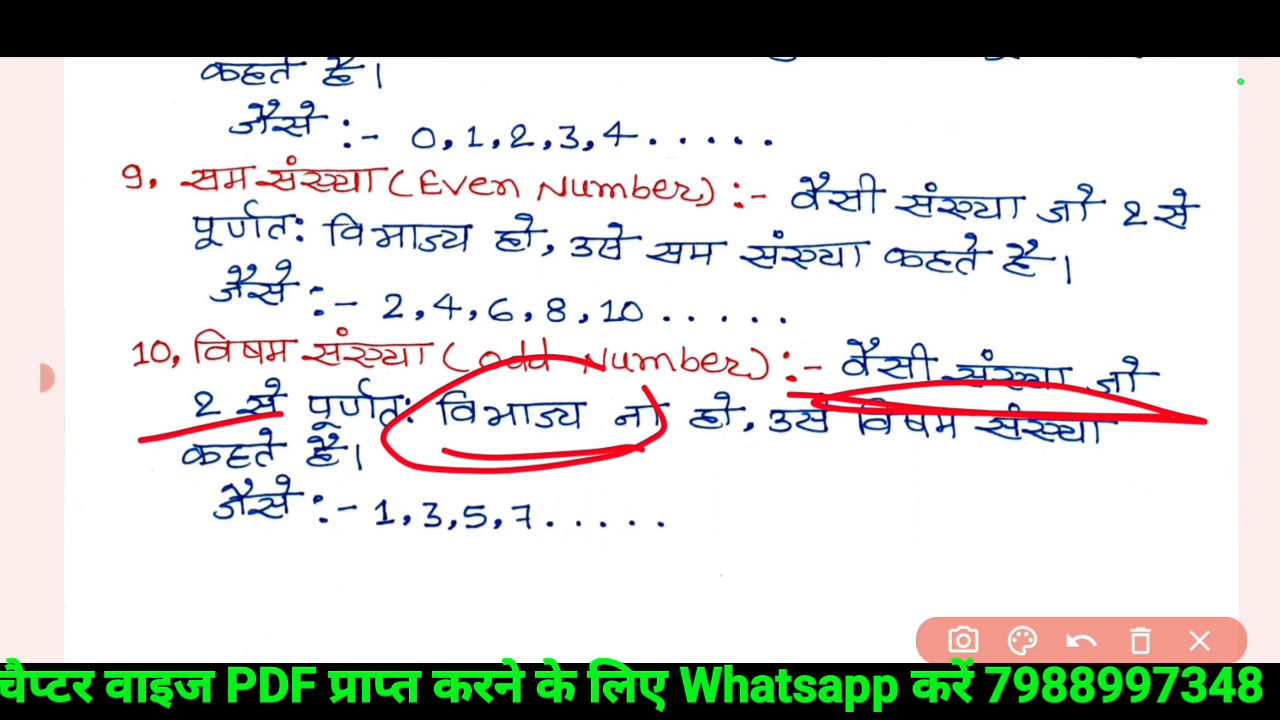 कहते है।
जैसे :- 0, 1, 2, 3, 4 . . . . .
9, सम संख्या (Even Number) :- वैसी संख्या जो 2 से
पूर्णत: विभाज्य हो, उसे सम संख्या कहते है।
जैसे :- 2, 4, 6, 8, 10 . . . . .
10, विषम संख्या (odd Number) :- वैसी संख्या जो
2 से पूर्णत: विभाज्य ना हो, उसे विषम संख्या
कहते है।
जैसे :- 1, 3, 5, 7 . . . . .
चैप्टर वाइज PDF प्राप्त करने के लिए Whatsapp करें 7988997348